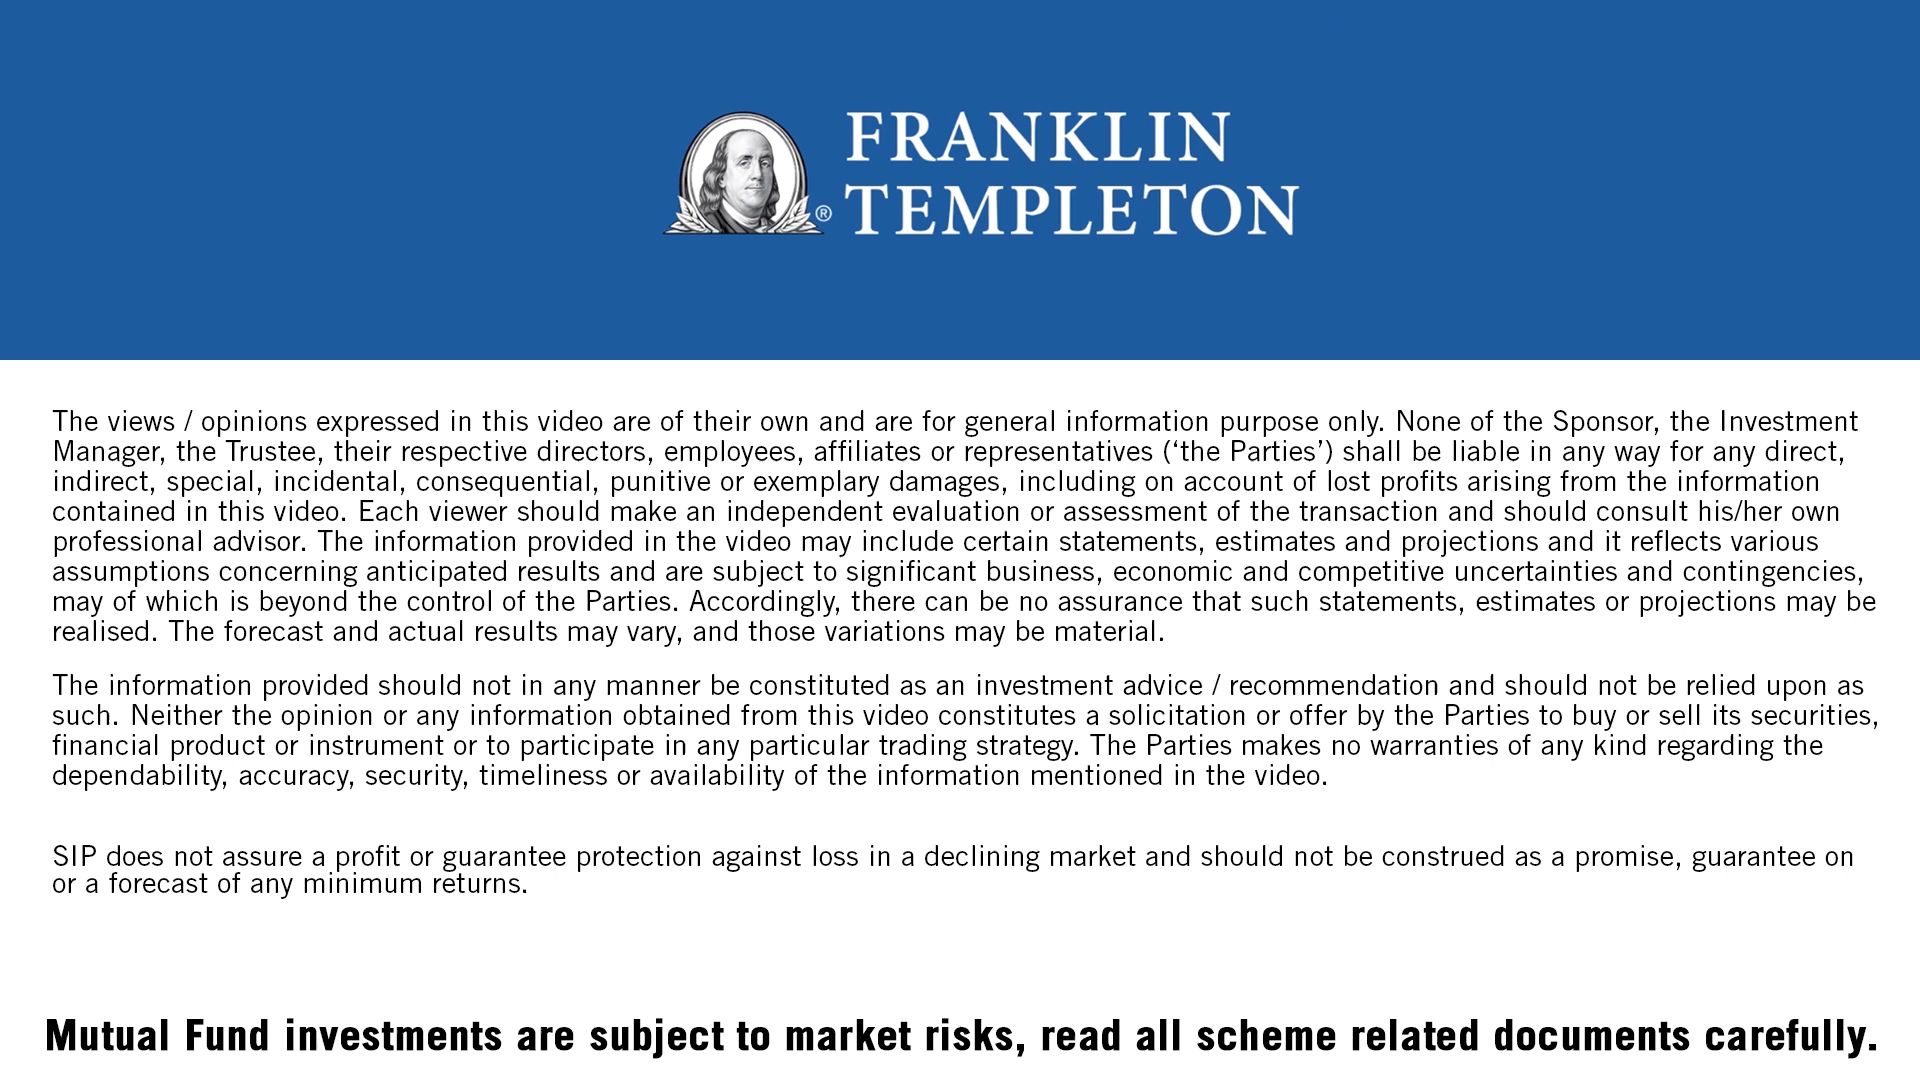 FRANKLIN
TEMPLETON
®
The views / opinions expressed in this video are of their own and are for general information purpose only. None of the Sponsor, the Investment
Manager, the Trustee, their respective directors, employees, affiliates or representatives (‘the Parties’) shall be liable in any way for any direct,
indirect, special, incidental, consequential, punitive or exemplary damages, including on account of lost profits arising from the information
contained in this video. Each viewer should make an independent evaluation or assessment of the transaction and should consult his/her own
professional advisor. The information provided in the video may include certain statements, estimates and projections and it reflects various
assumptions concerning anticipated results and are subject to significant business, economic and competitive uncertainties and contingencies,
may of which is beyond the control of the Parties. Accordingly, there can be no assurance that such statements, estimates or projections may be
realised. The forecast and actual results may vary, and those variations may be material.
The information provided should not in any manner be constituted as an investment advice / recommendation and should not be relied upon as
such. Neither the opinion or any information obtained from this video constitutes a solicitation or offer by the Parties to buy or sell its securities,
financial product or instrument or to participate in any particular trading strategy. The Parties makes no warranties of any kind regarding the
dependability, accuracy, security, timeliness or availability of the information mentioned in the video.
SIP does not assure a profit or guarantee protection against loss in a declining market and should not be construed as a promise, guarantee on
or a forecast of any minimum returns.
Mutual Fund investments are subject to market risks, read all scheme related documents carefully.